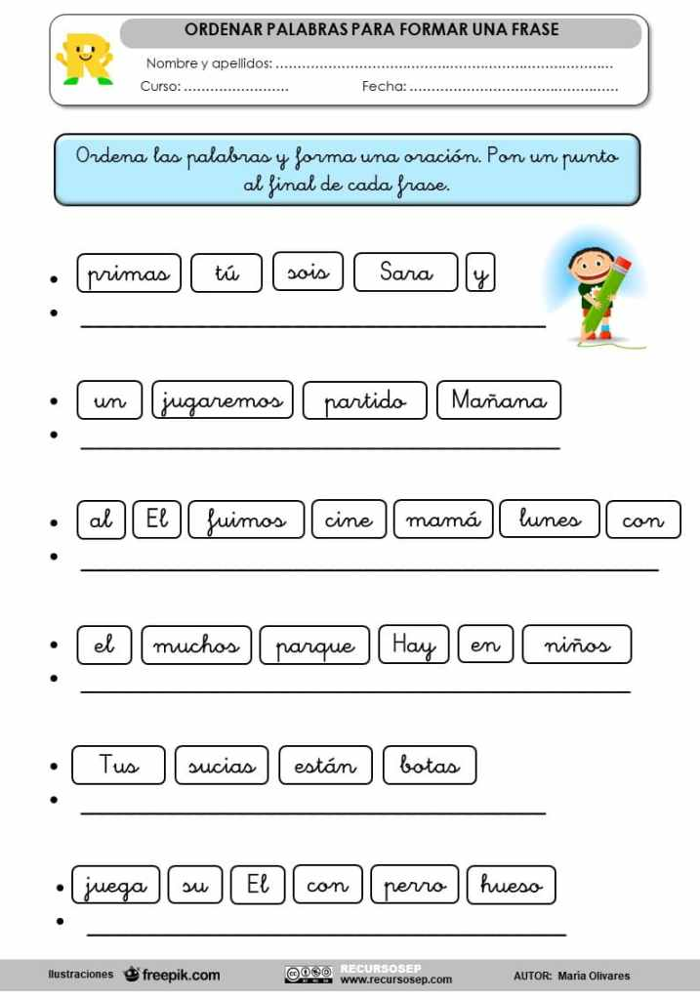 ORDENAR PALABRAS PARA FORMAR UNA FRASE
Nombre y apellidos: ............................................................................
Curso: ........................ Fecha: ................................................
Ordena las palabras y forma una oración. Pon un punto
al final de cada frase.
primas tú sois Sara y
un jugaremos partido Mañana
al El fuimos cine mamá lunes con
el muchos parque Hay en niños
Tus sucias están botas
juega su El con perro hueso
Ilustraciones freepik.com RECURSOSEP
www.recursosep.com AUTOR: María Olivares